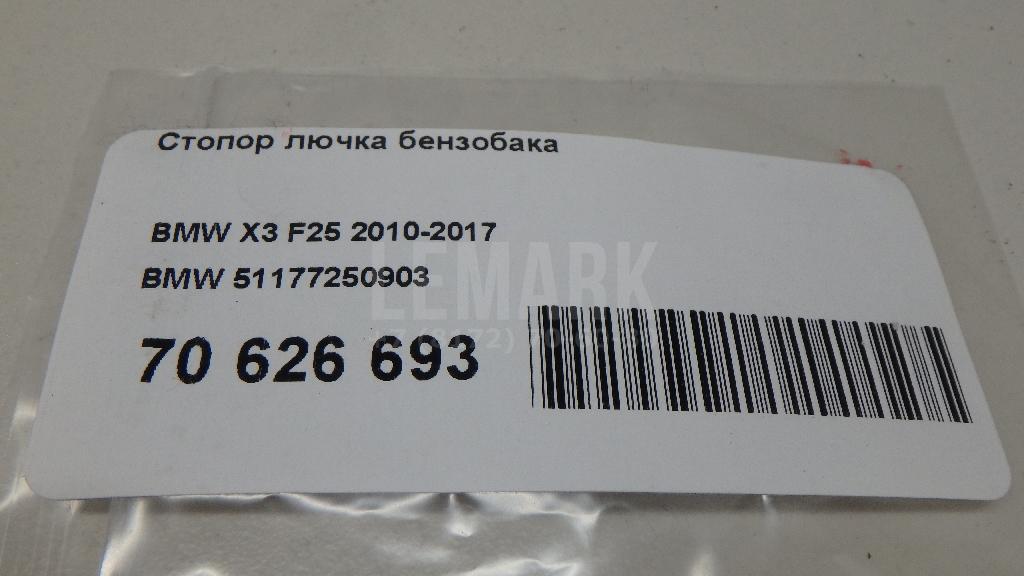 Стопор лючка бензобака
BMW X3 F25 2010-2017
BMW 51177250903
LEMARK
70 626 693